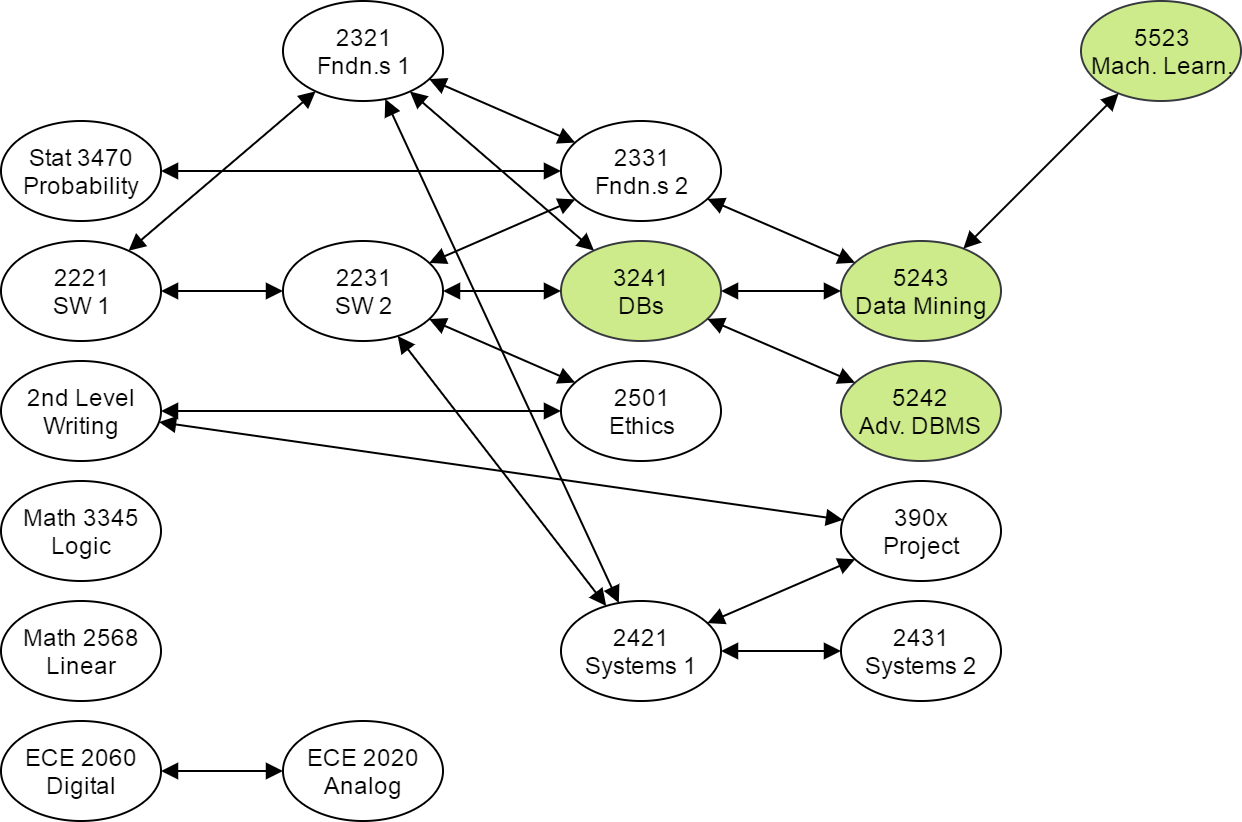 2321
Fndn.s 1
5523
Mach. Learn.
Stat 3470
Probability
2331
Fndn.s 2
2221
SW 1
2231
SW 2
3241
DBs
5243
Data Mining
2nd Level
Writing
2501
Ethics
5242
Adv. DBMS
Math 3345
Logic
390x
Project
Math 2568
Linear
2421
Systems 1
2431
Systems 2
ECE 2060
Digital
ECE 2020
Analog